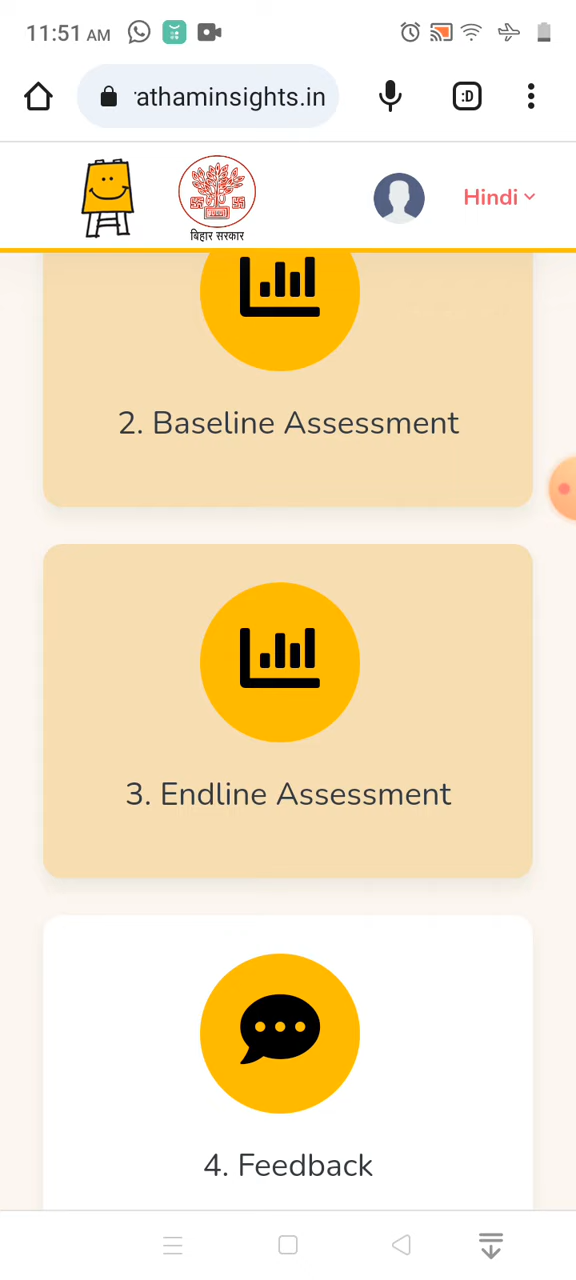 11:51 AM
athaminsights.in
:D
Hindi
बिहार सरकार
2. Baseline Assessment
3. Endline Assessment
4. Feedback